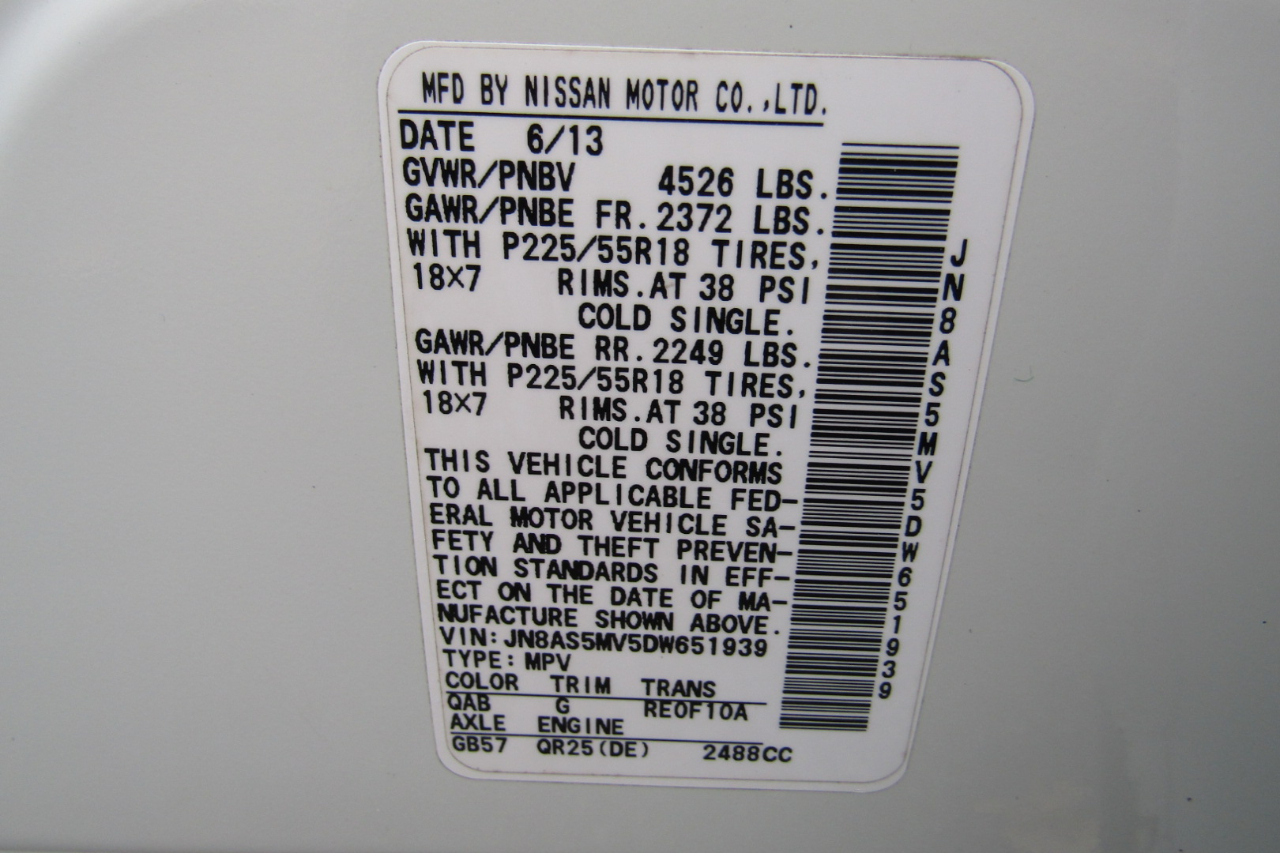 MFD BY NISSAN MOTOR CO.,LTD.
DATE 6/13
GVWR/PNBV 4526 LBS.
GAWR/PNBE FR.2372 LBS.
WITH P225/55R18 TIRES,
18×7 RIMS.AT 38 PSI
COLD SINGLE.
GAWR/PNBE RR.2249 LBS.
WITH P225/55R18 TIRES,
18×7 RIMS.AT 38 PSI
COLD SINGLE.
THIS VEHICLE CONFORMS
TO ALL APPLICABLE FED-
ERAL MOTOR VEHICLE SA-
FETY AND THEFT PREVEN-
TION STANDARDS IN EFF-
ECT ON THE DATE OF MA-
NUFACTURE SHOWN ABOVE.
VIN:JN8AS5MV5DW651939
TYPE:MPV
COLOR TRIM TRANS
QAB G RE0F10A
AXLE ENGINE
GB57 QR25(DE) 2488CC
JN8AS5MV5DW651939